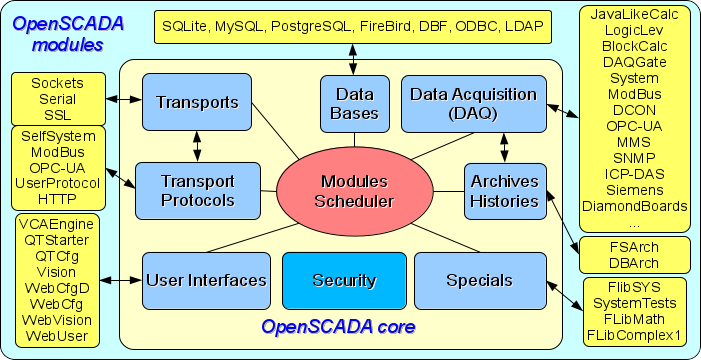 OpenSCADA
modules
SQLite, MySQL, PostgreSQL, FireBird, DBF, ODBC, LDAP
Sockets
Serial
SSL
SelfSystem
ModBus
OPC-UA
UserProtocol
HTTP
VCAEngine
QTStarter
QTCfg
Vision
WebCfgD
WebCfg
WebVision
WebUser
Transports
Data
Bases
Data Acquisition
(DAQ)
Transport
Protocols
Modules
Scheduler
Archives
Histories
User Interfaces
Security
Specials
OpenSCADA core
JavaLikeCalc
LogicLev
BlockCalc
DAQGate
System
ModBus
DCON
OPC-UA
MMS
SNMP
ICP-DAS
Siemens
DiamondBoards
...
FSArch
DBArch
FlibSYS
SystemTests
FLibMath
FLibComplex1